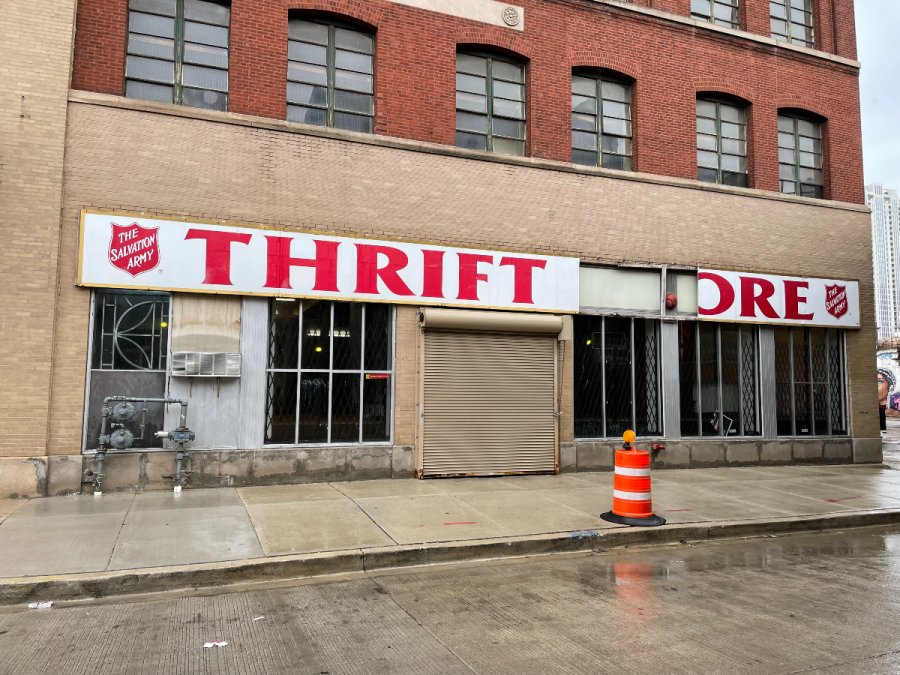 THE
SALVATION
ARMY
THRIFT
ORE
THE
SALVATION
ARMY